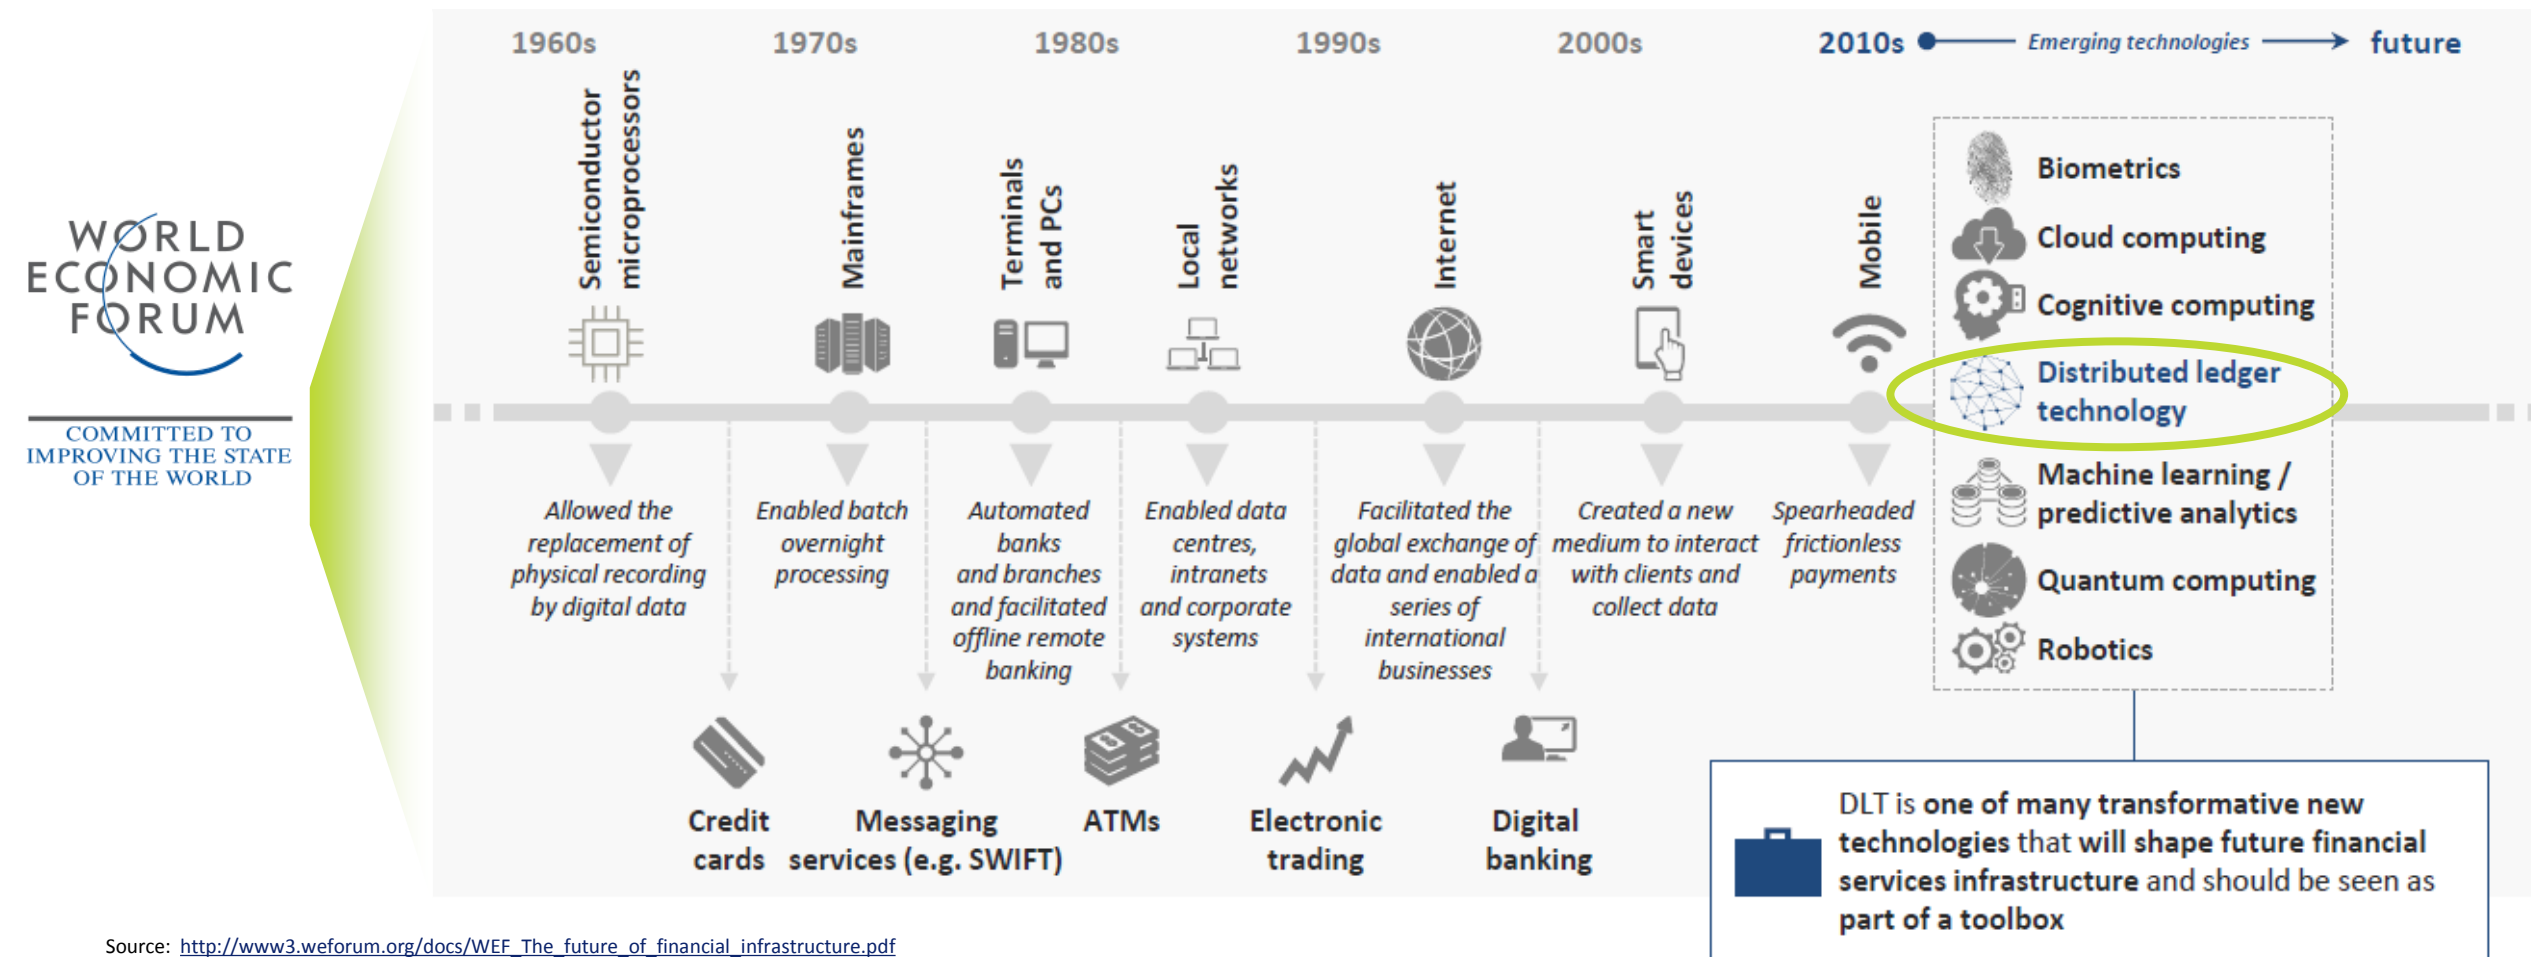 WORLD
ECONOMIC
FORUM
COMMITTED TO
IMPROVING THE STATE
OF THE WORLD
1960s
1970s
1980s
1990s
2000s
2010s
Emerging technologies
future
Semiconductor
microprocessors
Mainframes
Terminals
and PCs
Local
networks
Internet
Smart
devices
Mobile
Allowed the
replacement of
physical recording
by digital data
Enabled batch
overnight
processing
Automated
banks
and branches
and facilitated
offline remote
banking
Enabled data
centres,
intranets
and corporate
systems
Facilitated the
global exchange of
data and enabled a
series of
international
businesses
Created a new
medium to interact
with clients and
collect data
Spearheaded
frictionless
payments
Credit
cards
Messaging
services (e.g. SWIFT)
ATMs
Electronic
trading
Digital
banking
Biometrics
Cloud computing
Cognitive computing
Distributed ledger
technology
Machine learning /
predictive analytics
Quantum computing
Robotics
DLT is one of many transformative new
technologies that will shape future financial
services infrastructure and should be seen as
part of a toolbox
Source: http://www3.weforum.org/docs/WEF_The_future_of_financial_infrastructure.pdf